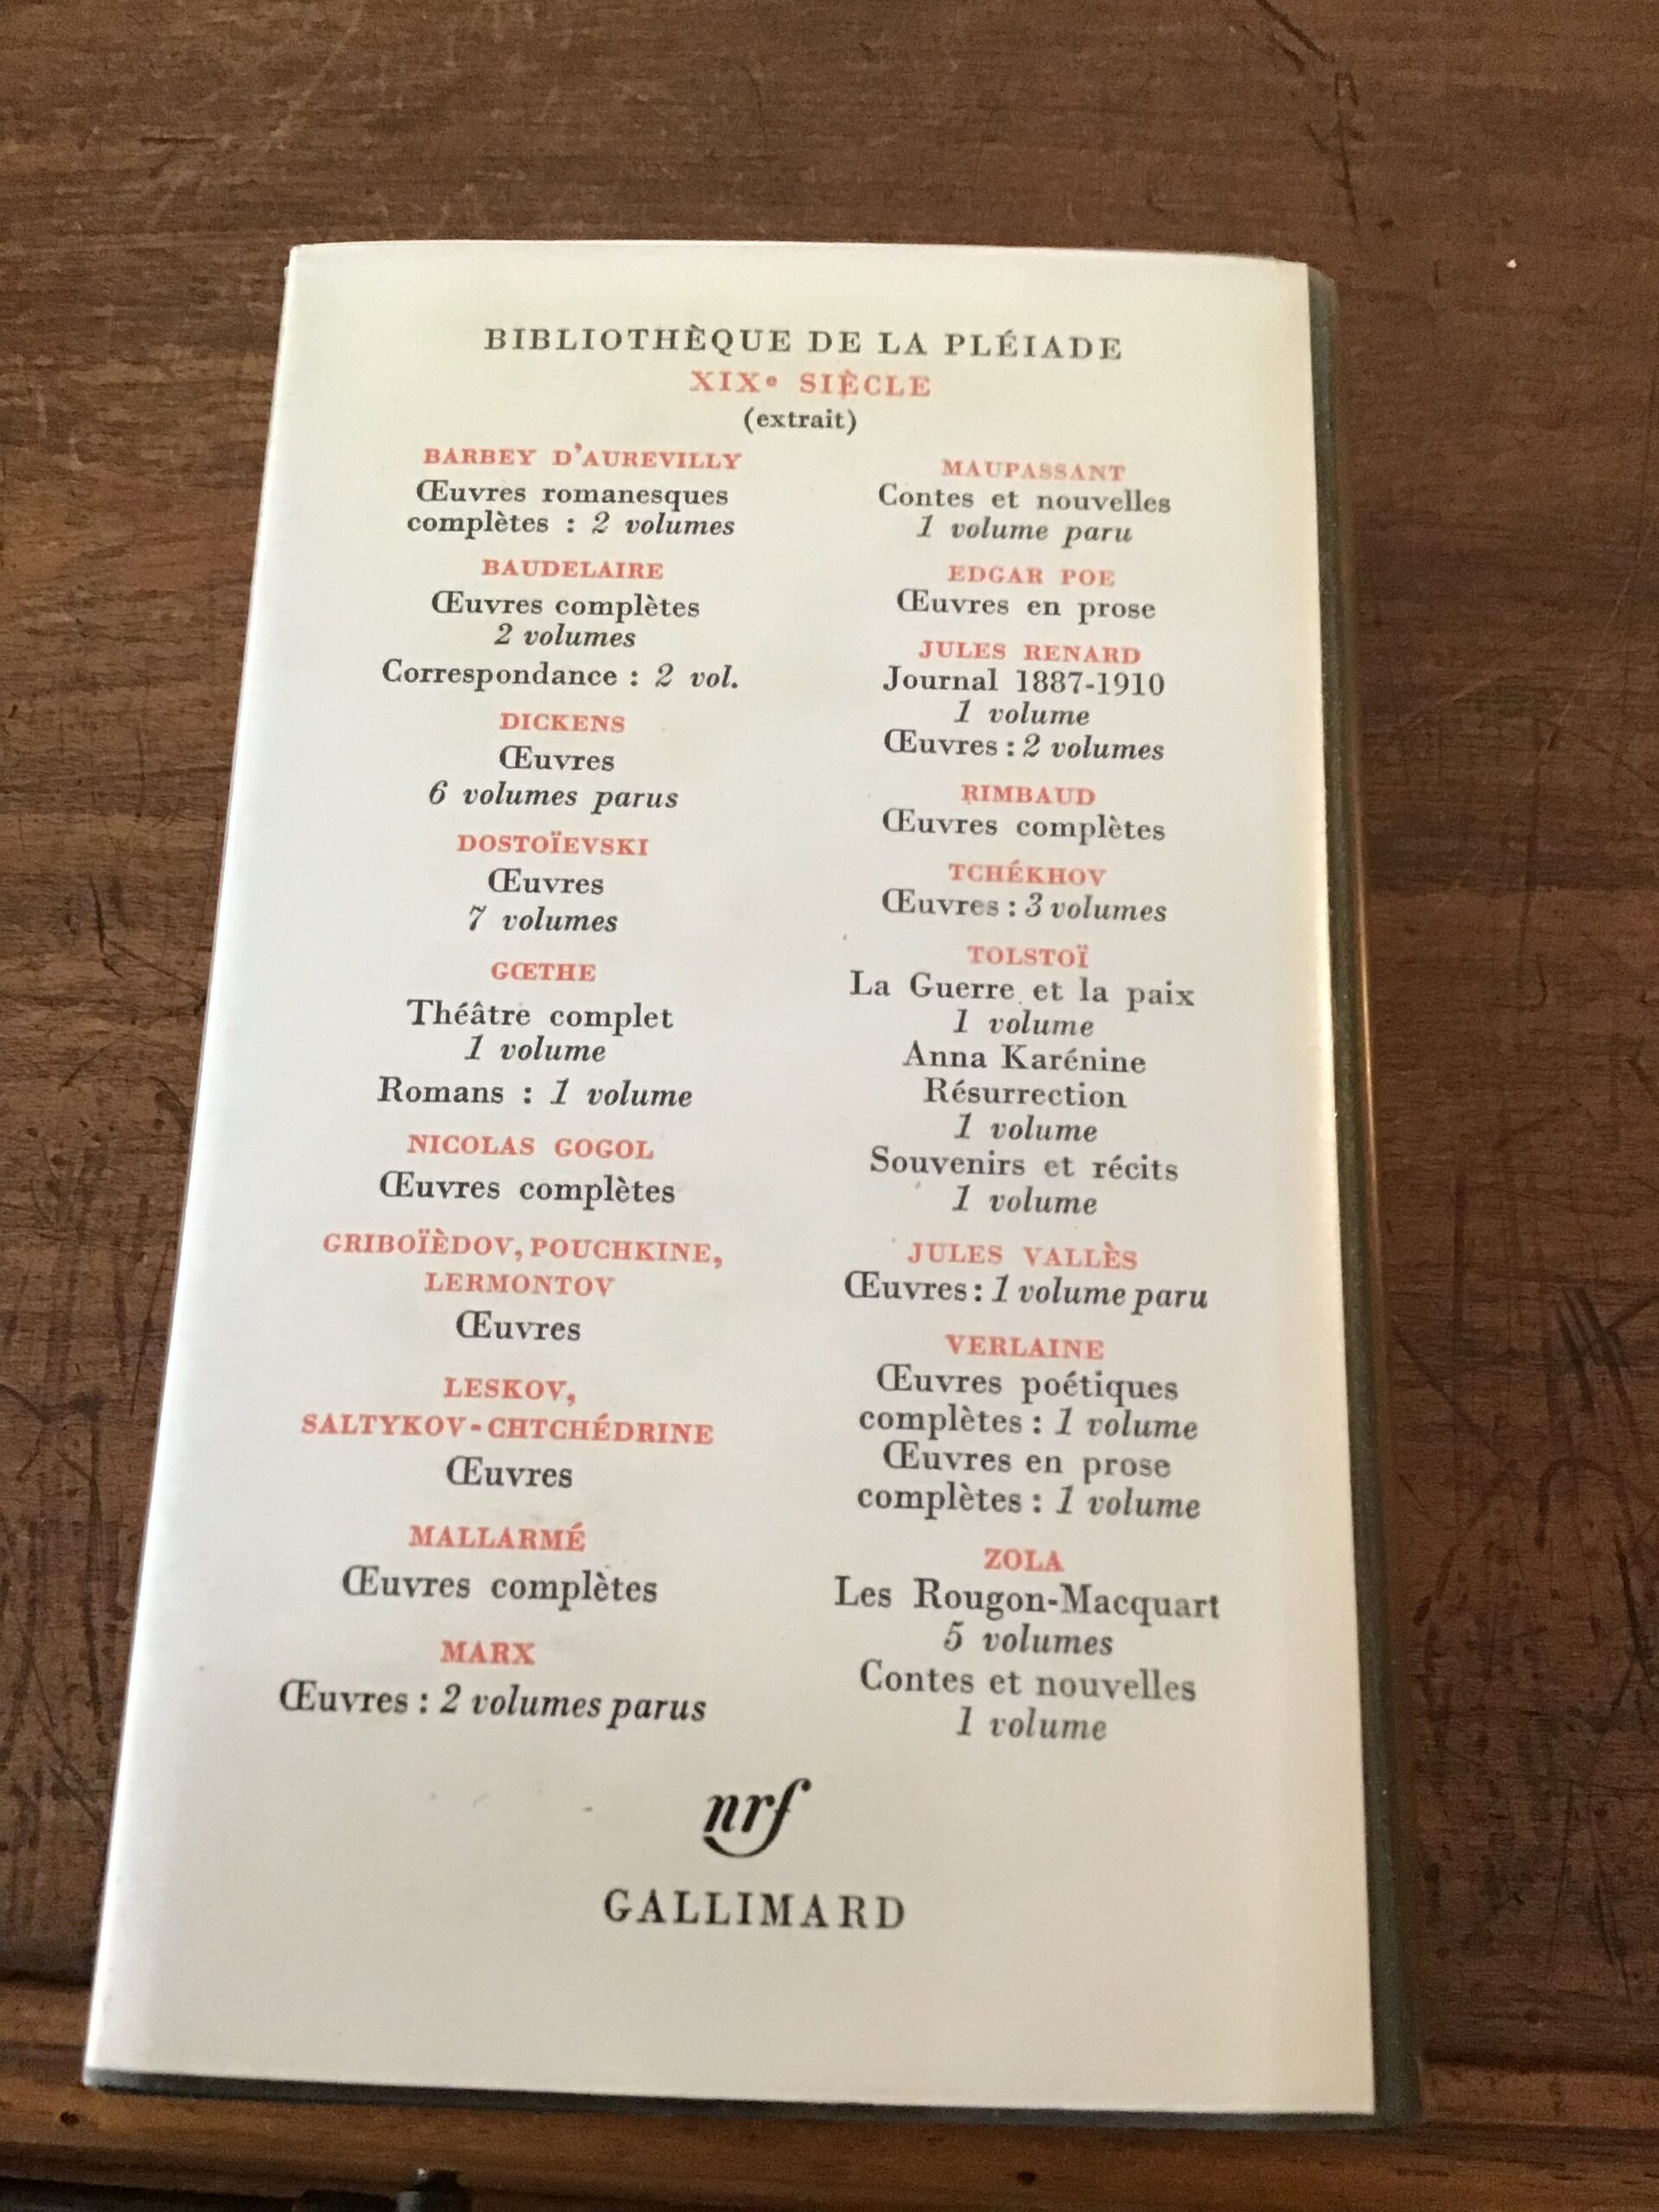 BIBLIOTHÈQUE DE LA PLÉIADE
XIXe SIÈCLE
(extrait)
BARBEY D'AUREVILLY
Œuvres romanesques
complètes : 2 volumes
BAUDELAIRE
Œuvres complètes
2 volumes
Correspondance : 2 vol.
DICKENS
Œuvres
6 volumes parus
DOSTOÏEVSKI
Œuvres
7 volumes
GŒTHE
Théâtre complet
1 volume
Romans : 1 volume
NICOLAS GOGOL
Œuvres complètes
GRIBOÏÈDOV, POUCHKINE,
LERMONTOV
Œuvres
LESKOV,
SALTYKOV-CHTCHÉDRINE
Œuvres
MALLARMÉ
Œuvres complètes
MARX
Œuvres : 2 volumes parus
MAUPASSANT
Contes et nouvelles
1 volume paru
EDGAR POE
Œuvres en prose
JULES RENARD
Journal 1887-1910
1 volume
Œuvres : 2 volumes
RIMBAUD
Œuvres complètes
TCHÉKHOV
Œuvres : 3 volumes
TOLSTOÏ
La Guerre et la paix
1 volume
Anna Karénine
Résurrection
1 volume
Souvenirs et récits
1 volume
JULES VALLÈS
Œuvres : 1 volume paru
VERLAINE
Œuvres poétiques
complètes : 1 volume
Œuvres en prose
complètes : 1 volume
ZOLA
Les Rougon-Macquart
5 volumes
Contes et nouvelles
1 volume
nrf
GALLIMARD